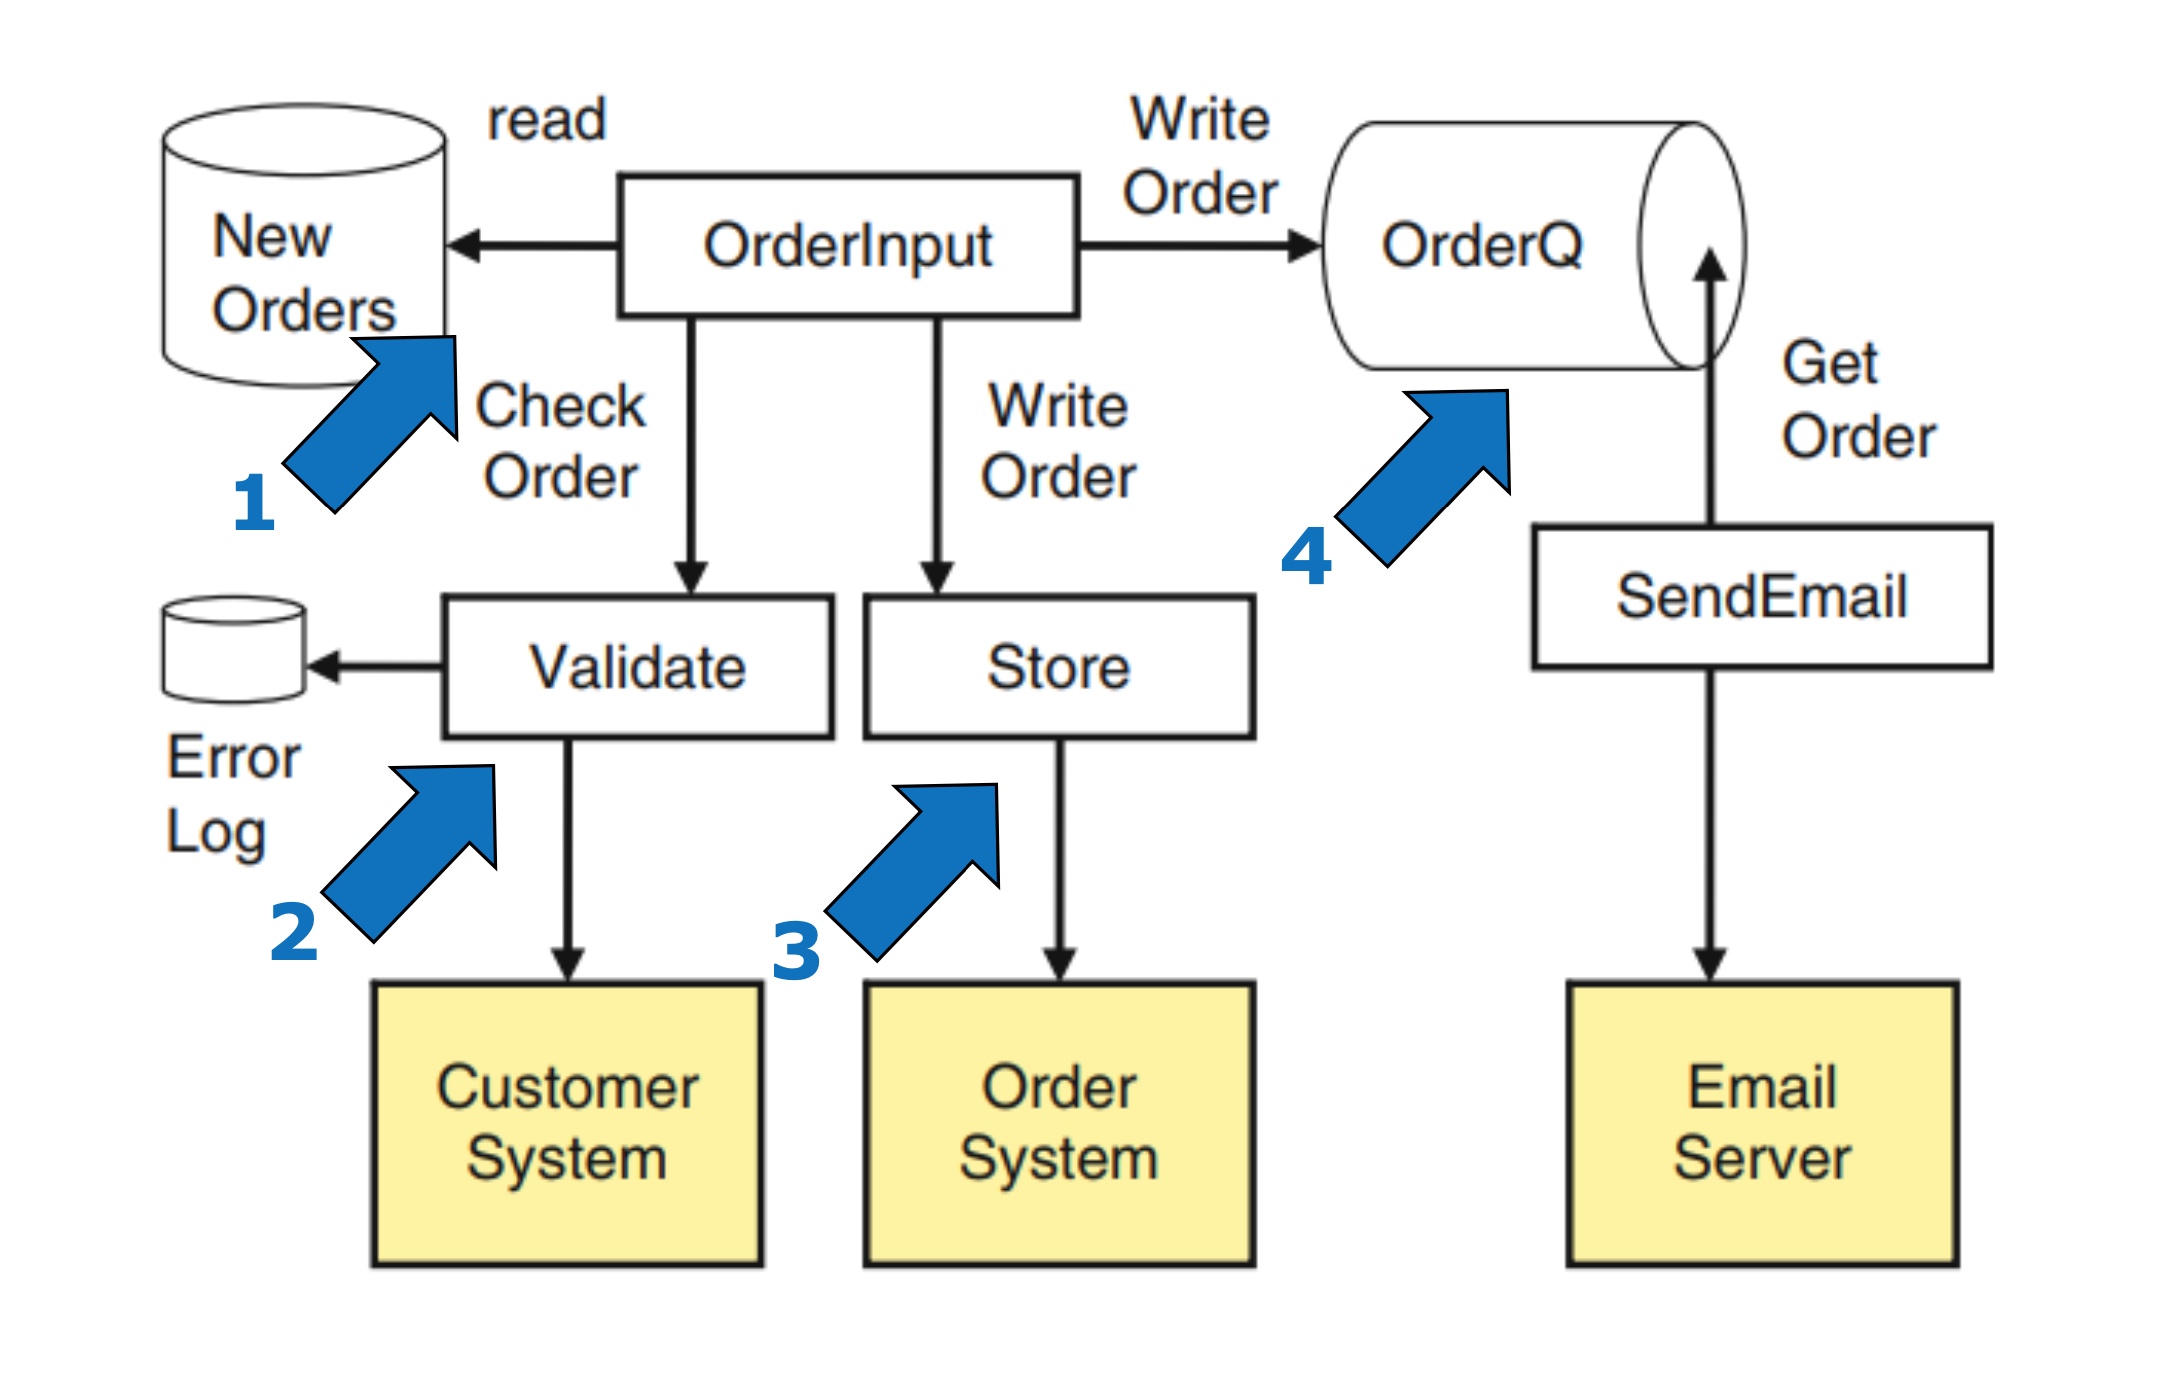 read
Write
Order
New
Orders
OrderInput
OrderQ
Check
Order
Write
Order
Get
Order
1
4
Validate
Store
SendEmail
Error
Log
2
3
Customer
System
Order
System
Email
Server